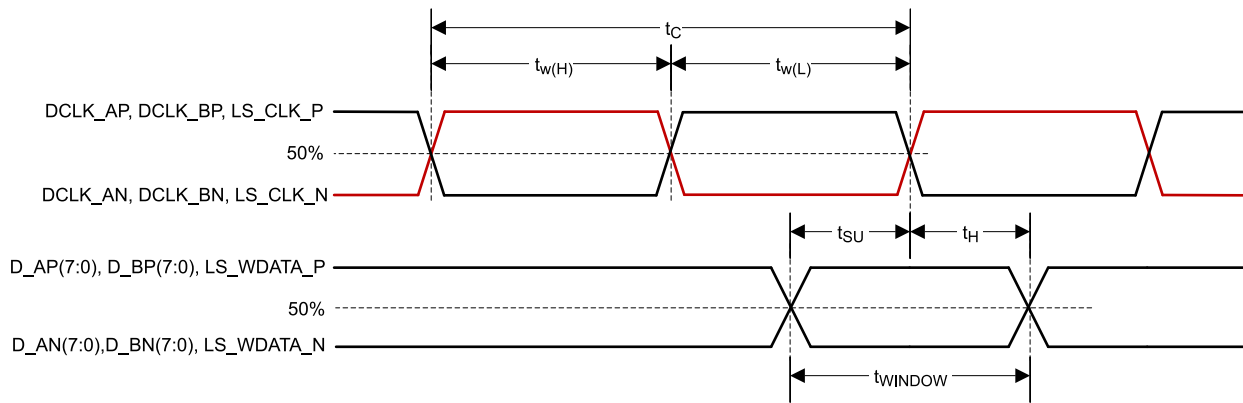 tC
tw(H) tw(L)
DCLK_AP, DCLK_BP, LS_CLK_P
50%
DCLK_AN, DCLK_BN, LS_CLK_N
tSU tH
D_AP(7:0), D_BP(7:0), LS_WDATA_P
50%
D_AN(7:0),D_BN(7:0), LS_WDATA_N
tWINDOW